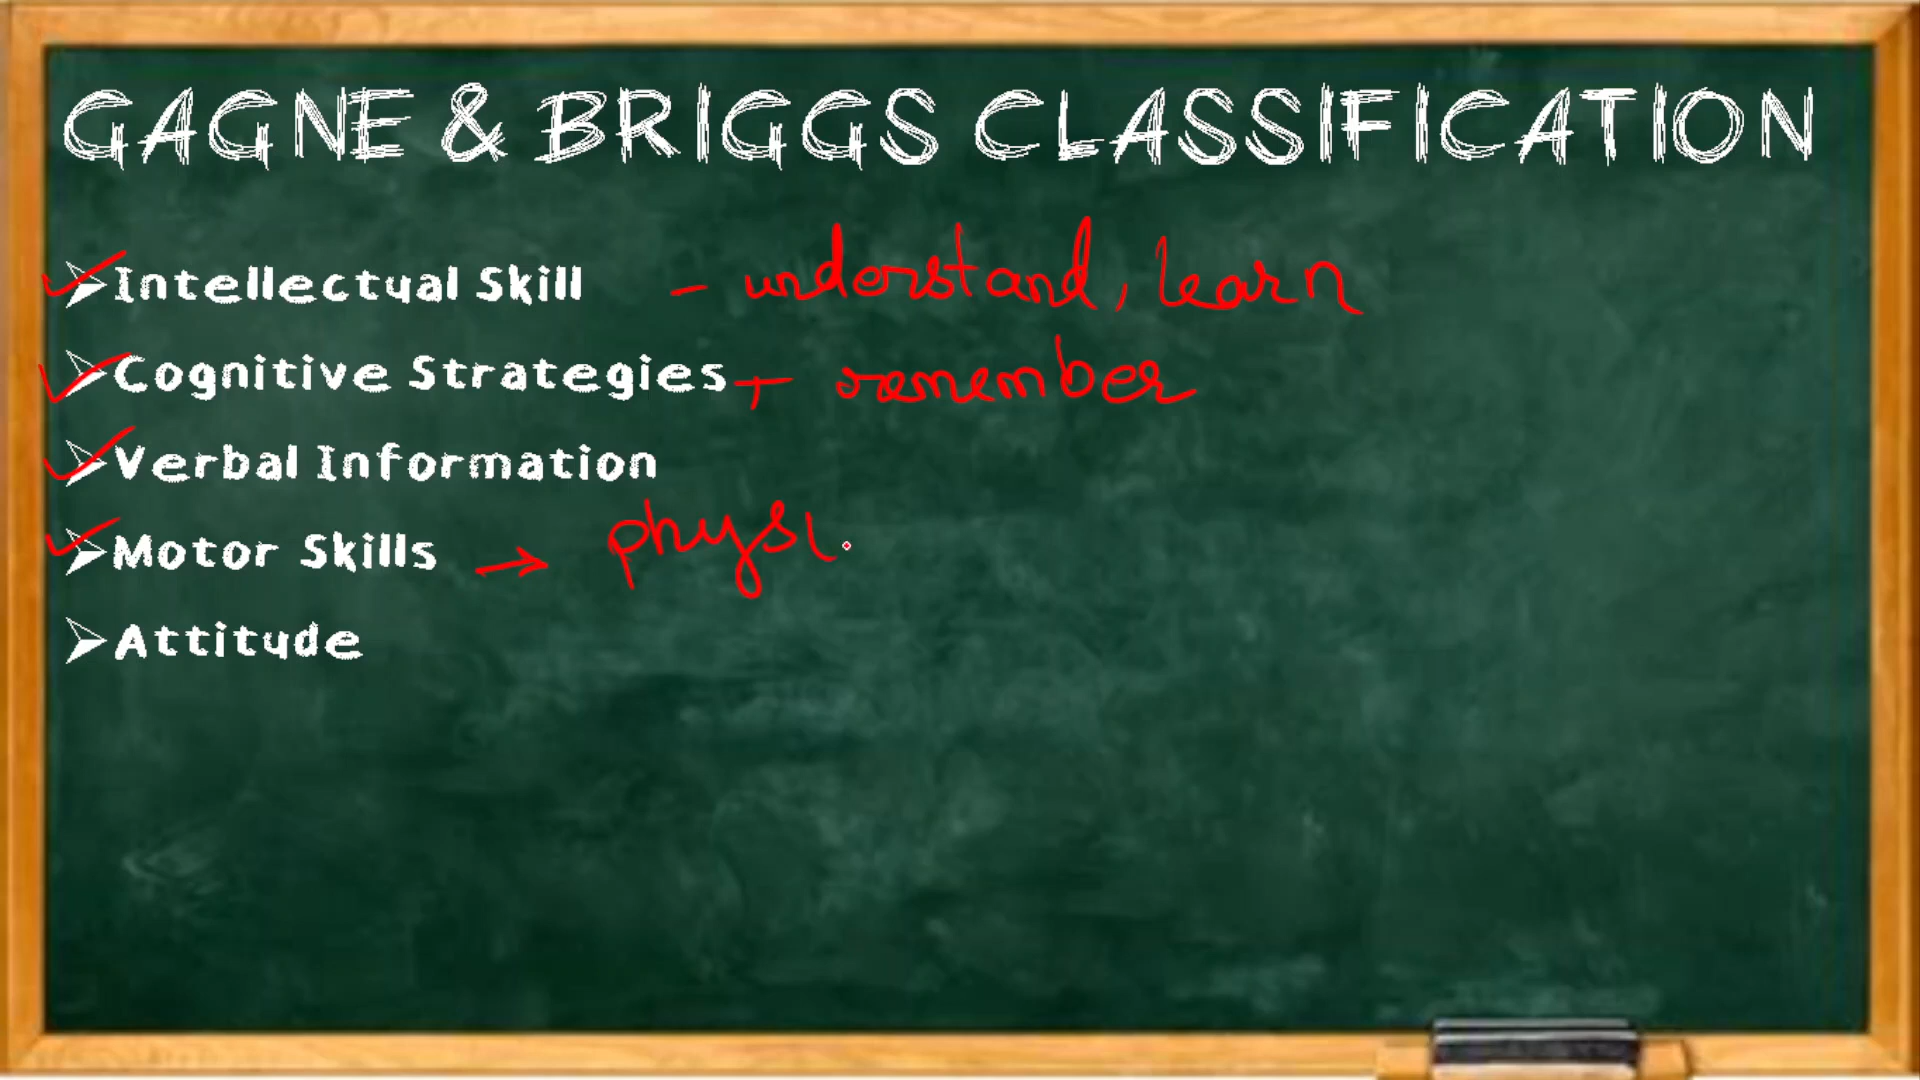 GAGNE & BRIGGS CLASSIFICATION
Intellectual Skill - understand, learn
Cognitive Strategies → remember
Verbal Information
Motor Skills → physi
Attitude